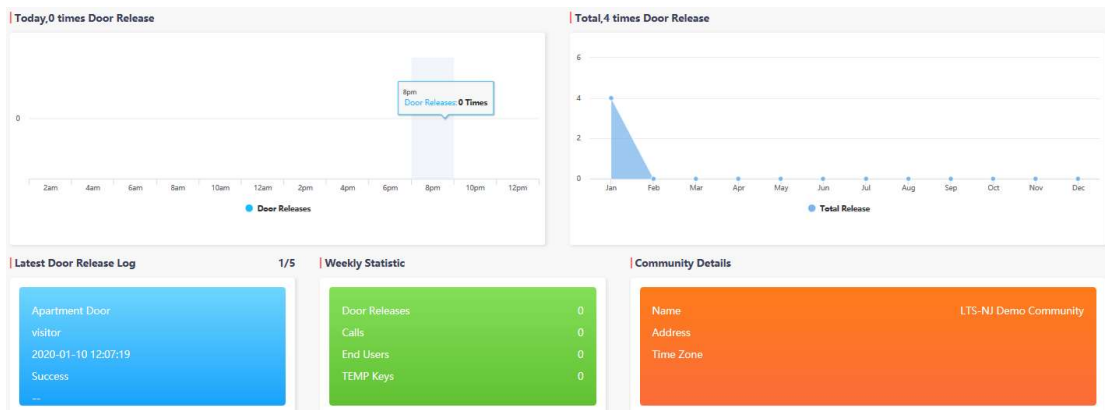 Today,0 times Door Release
0
8pm
Door Releases: 0 Times
2am 4am 6am 8am 10am 12am 2pm 4pm 6pm 8pm 10pm 12pm
Door Releases
Total,4 times Door Release
6
4
2
0
Jan Feb Mar Apr May Jun Jul Aug Sep Oct Nov Dec
Total Release
Latest Door Release Log 1/5
Apartment Door
visitor
2020-01-10 12:07:19
Success
--
Weekly Statistic
Door Releases 0
Calls 0
End Users 0
TEMP Keys 0
Community Details
Name LTS-NJ Demo Community
Address
Time Zone